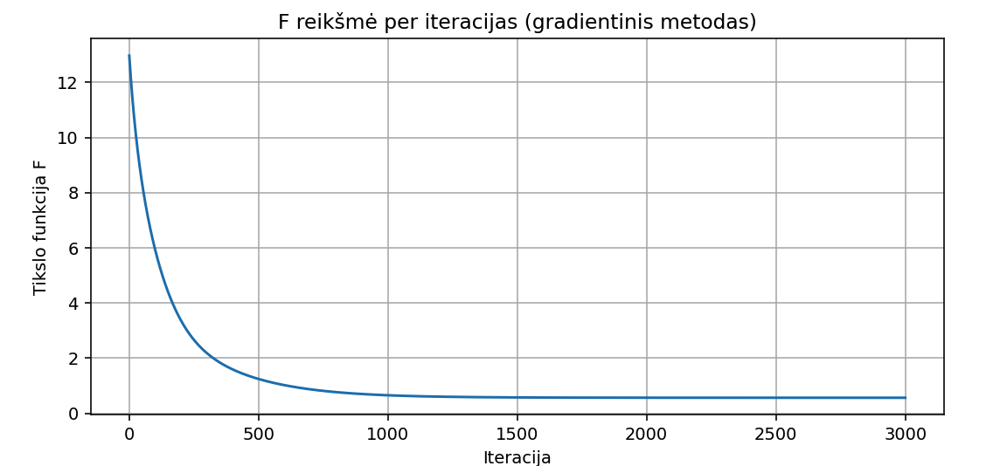 F reikšmė per iteracijas (gradientinis metodas)
Tikslo funkcija F
12
10
8
6
4
2
0
0 500 1000 1500 2000 2500 3000
Iteracija